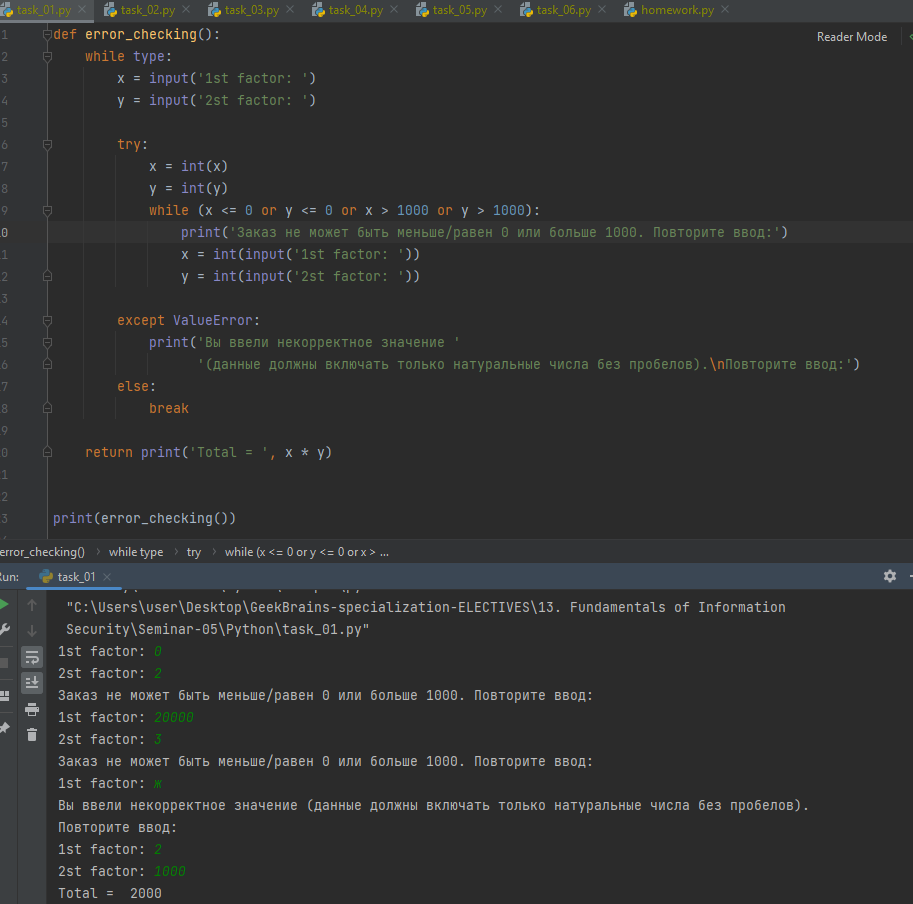 task_01.py task_02.py task_03.py task_04.py task_05.py task_06.py homework.py
Reader Mode
1 def error_checking():
2 while type:
3 x = input('1st factor: ')
4 y = input('2st factor: ')
5
6 try:
7 x = int(x)
8 y = int(y)
9 while (x <= 0 or y <= 0 or x > 1000 or y > 1000):
0 print('Заказ не может быть меньше/равен 0 или больше 1000. Повторите ввод:')
1 x = int(input('1st factor: '))
2 y = int(input('2st factor: '))
3
4 except ValueError:
5 print('Вы ввели некорректное значение '
6 '(данные должны включать только натуральные числа без пробелов).\nПовторите ввод:')
7 else:
8 break
9
0 return print('Total = ', x * y)
1
2
3 print(error_checking())
error_checking() › while type › try › while (x <= 0 or y <= 0 or x > ...
Run: task_01
"C:\Users\user\Desktop\GeekBrains-specialization-ELECTIVES\13. Fundamentals of Information
Security\Seminar-05\Python\task_01.py"
1st factor: 0
2st factor: 2
Заказ не может быть меньше/равен 0 или больше 1000. Повторите ввод:
1st factor: 20000
2st factor: 3
Заказ не может быть меньше/равен 0 или больше 1000. Повторите ввод:
1st factor: ж
Вы ввели некорректное значение (данные должны включать только натуральные числа без пробелов).
Повторите ввод:
1st factor: 2
2st factor: 1000
Total =  2000